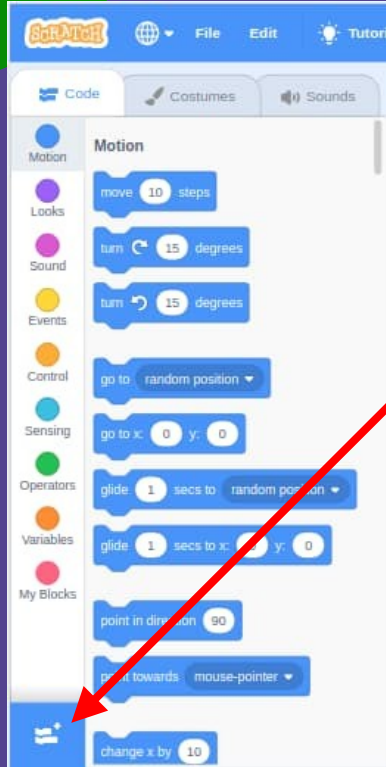 SCRATCH File Edit Tutori
Code Costumes Sounds
Motion
Looks
Sound
Events
Control
Sensing
Operators
Variables
My Blocks
Motion
move 10 steps
turn 15 degrees
turn 15 degrees
go to random position
go to x: 0 y: 0
glide 1 secs to random position
glide 1 secs to x: 0 y: 0
point in direction 90
point towards mouse-pointer
change x by 10